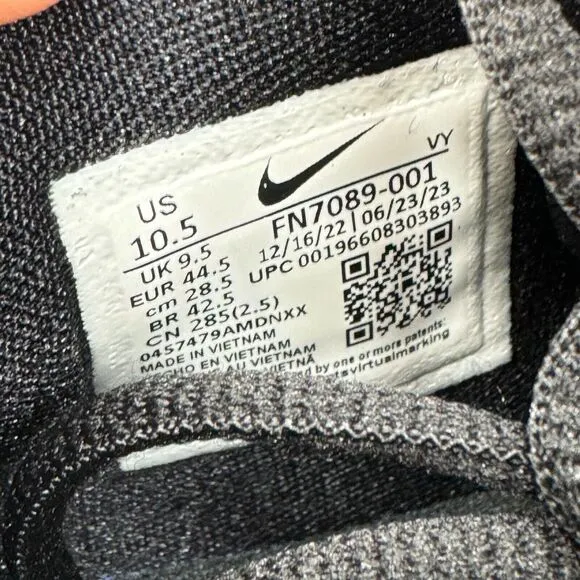 VY
US
10.5
UK 9.5
EUR 44.5
cm 28.5
BR 42.5
CN 285(2.5)
0457479AMDNXX
MADE IN VIETNAM
EN VIETNAM
AU VIETNAM
FN7089-001
12/16/22 | 06/23/23
UPC 00196608303893
by one or more patents: